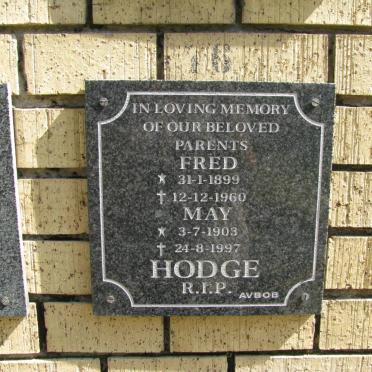 76
IN LOVING MEMORY
OF OUR BELOVED
PARENTS
FRED
★ 31-1-1899
† 12-12-1960
MAY
★ 3-7-1903
† 24-8-1997
HODGE
R.I.P.
AVBOB